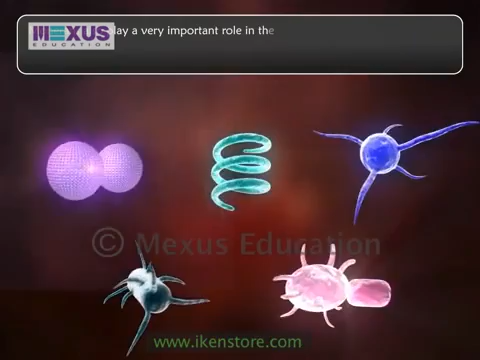 MEXUS
EDUCATION
lay a very important role in the
© Mexus Education
www.ikenstore.com